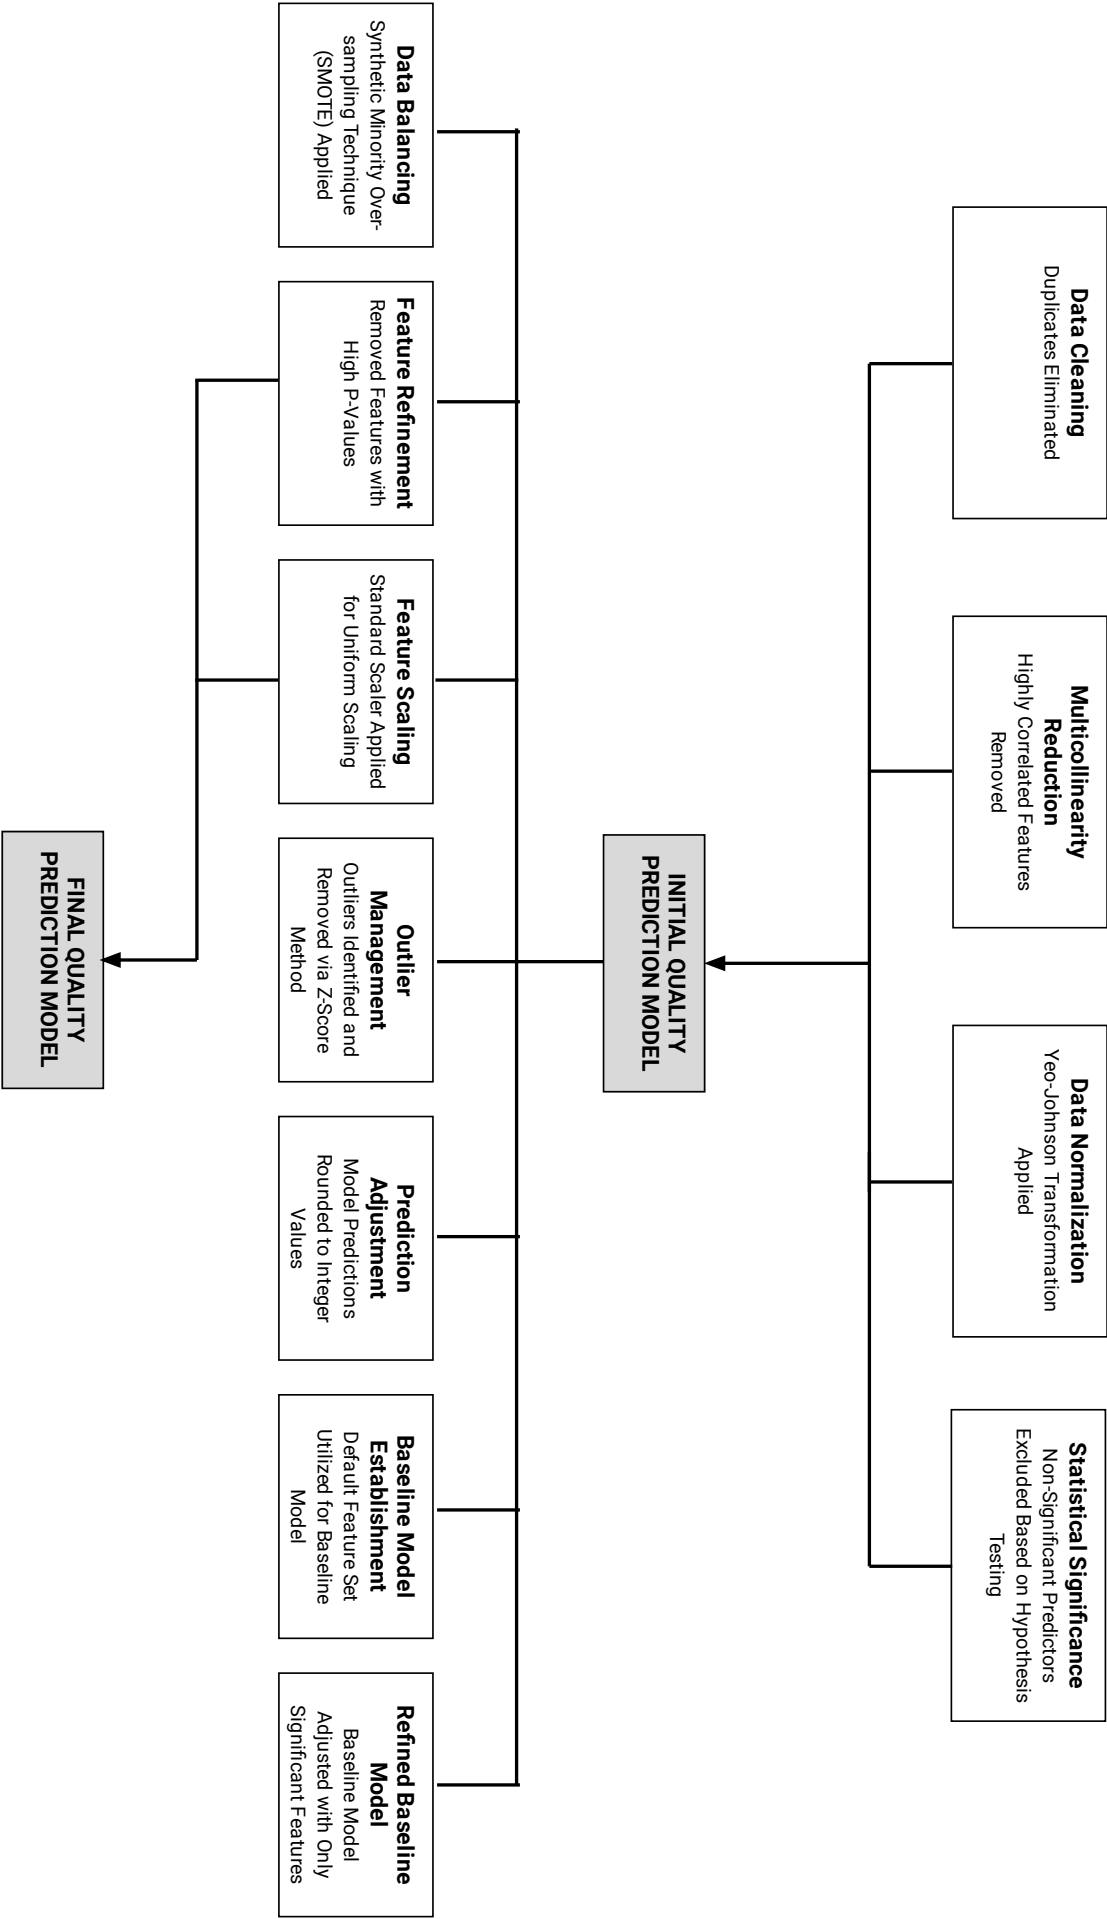 Data Cleaning
Duplicates Eliminated
Multicollinearity
Reduction
Highly Correlated Features
Removed
Data Normalization
Yeo-Johnson Transformation
Applied
Statistical Significance
Non-Significant Predictors
Excluded Based on Hypothesis
Testing
INITIAL QUALITY
PREDICTION MODEL
Data Balancing
Synthetic Minority Over-
sampling Technique
(SMOTE) Applied
Feature Refinement
Removed Features with
High P-Values
Feature Scaling
Standard Scaler Applied
for Uniform Scaling
Outlier
Management
Outliers Identified and
Removed via Z-Score
Method
Prediction
Adjustment
Model Predictions
Rounded to Integer
Values
Baseline Model
Establishment
Default Feature Set
Utilized for Baseline
Model
Refined Baseline
Model
Baseline Model
Adjusted with Only
Significant Features
FINAL QUALITY
PREDICTION MODEL